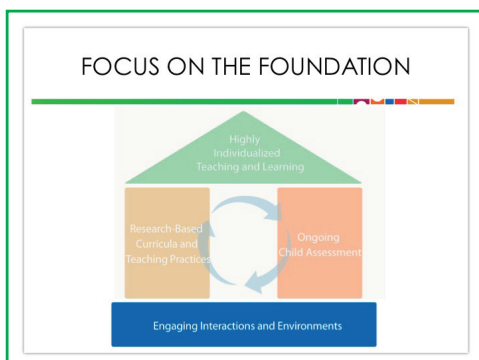 FOCUS ON THE FOUNDATION
Highly
Individualized
Teaching and Learning
Research-Based
Curricula and
Teaching Practices
Ongoing
Child Assessment
Engaging Interactions and Environments